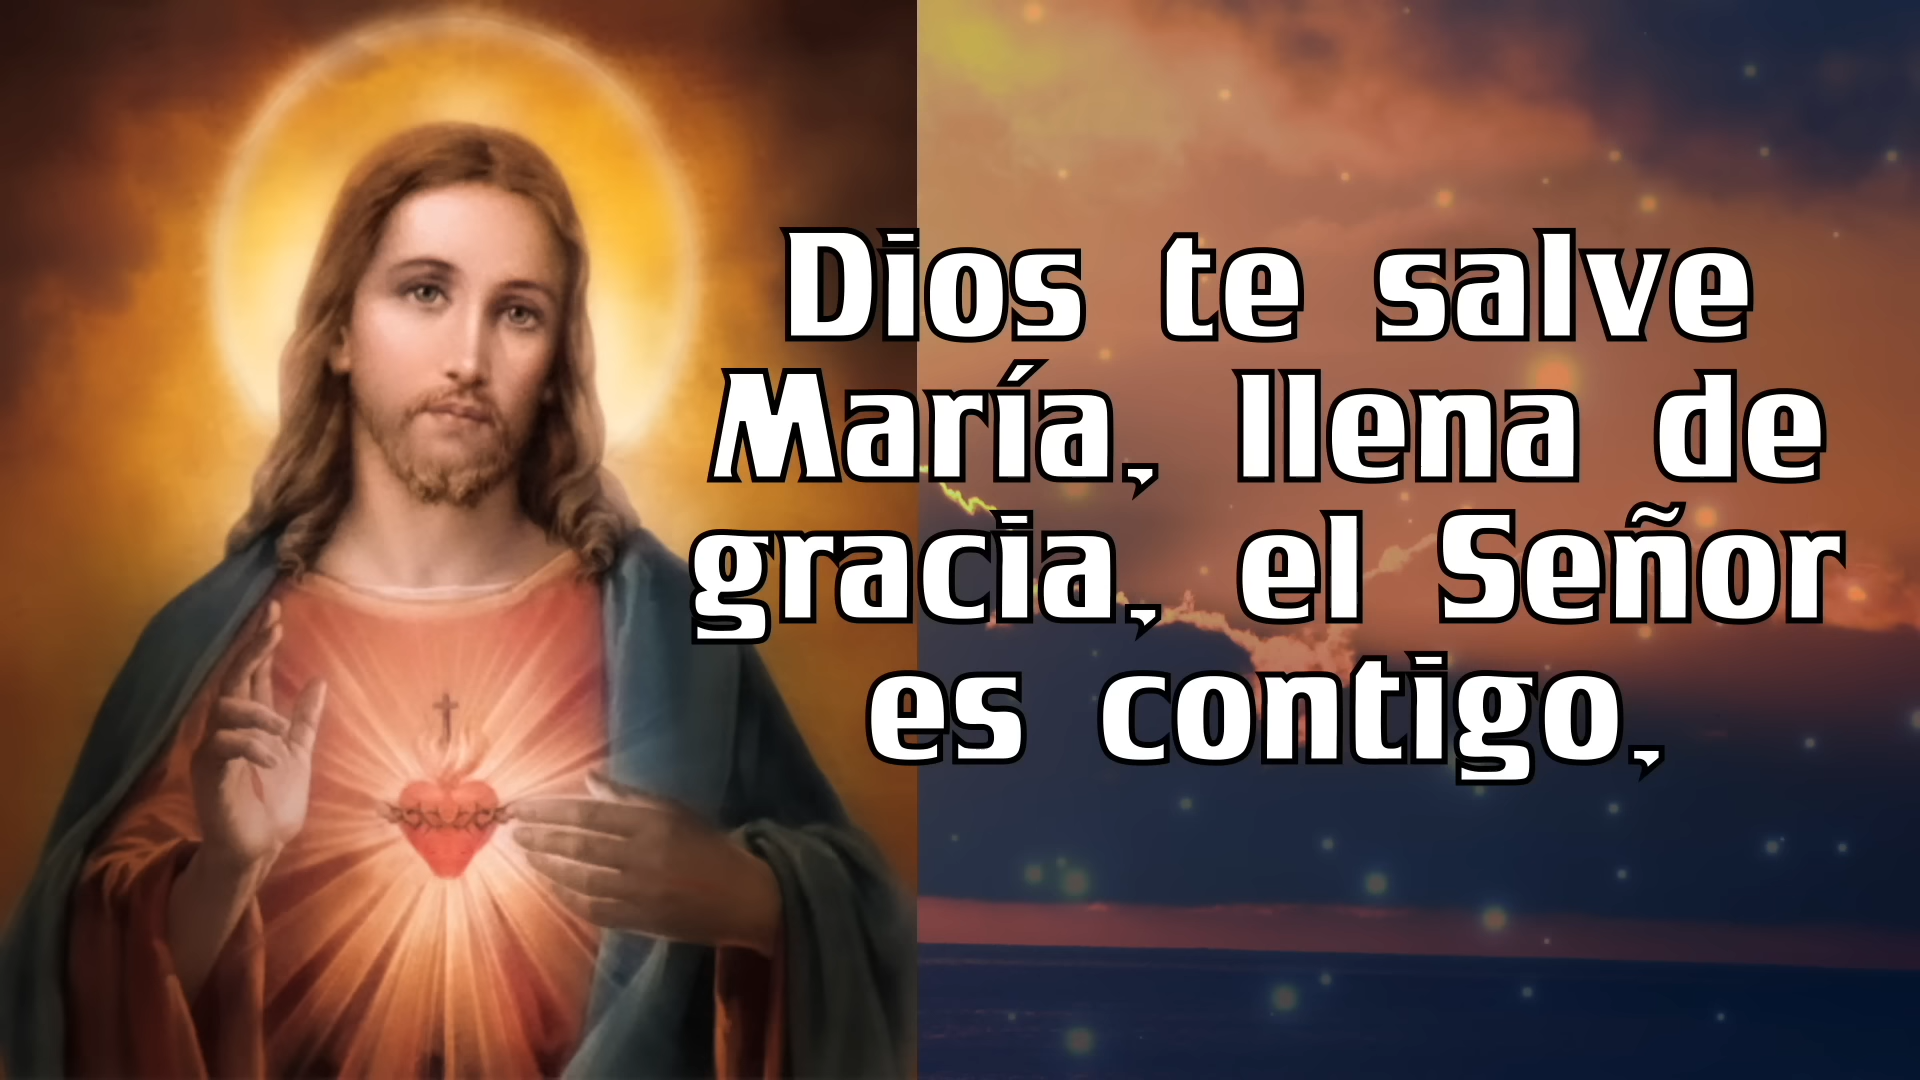 Dios te salve
María, llena de
gracia, el Señor
es contigo,